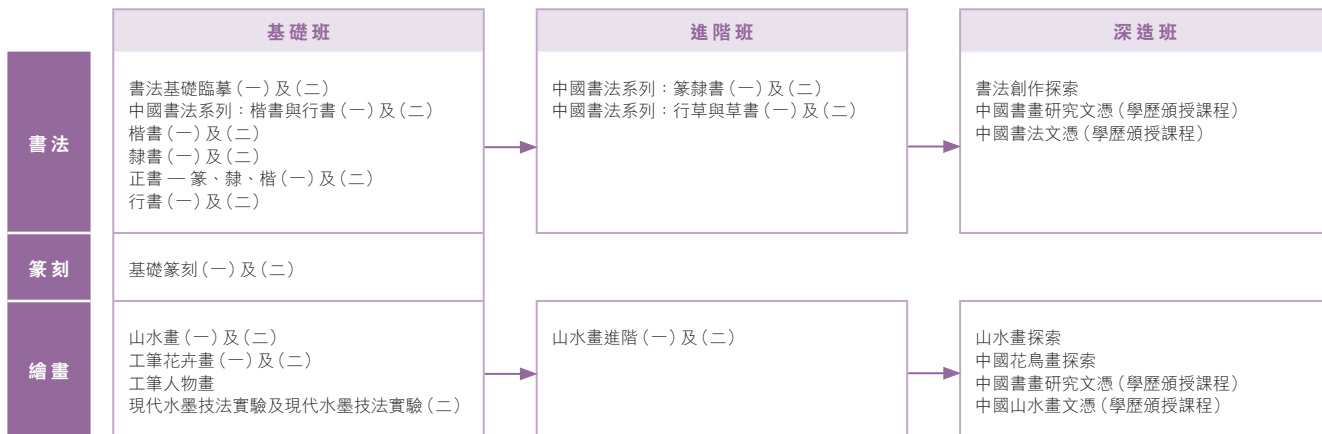 基礎班
進階班
深造班
書法
書法基礎臨摹(一)及(二)
中國書法系列：楷書與行書(一)及(二)
楷書(一)及(二)
隸書(一)及(二)
正書 — 篆、隸、楷(一)及(二)
行書(一)及(二)
中國書法系列：篆隸書(一)及(二)
中國書法系列：行草與草書(一)及(二)
書法創作探索
中國書畫研究文憑(學歷頒授課程)
中國書法文憑(學歷頒授課程)
篆刻
基礎篆刻(一)及(二)
繪畫
山水畫(一)及(二)
工筆花卉畫(一)及(二)
工筆人物畫
現代水墨技法實驗及現代水墨技法實驗(二)
山水畫進階(一)及(二)
山水畫探索
中國花鳥畫探索
中國書畫研究文憑(學歷頒授課程)
中國山水畫文憑(學歷頒授課程)